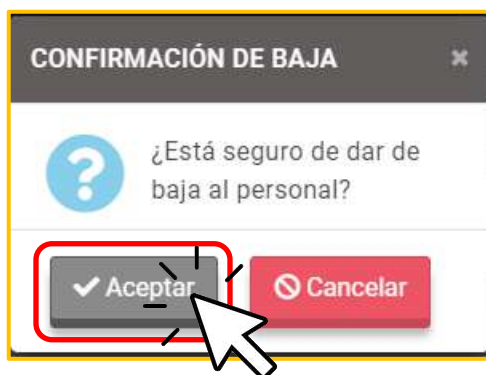 CONFIRMACIÓN DE BAJA
¿Está seguro de dar de
baja al personal?
Aceptar
Cancelar